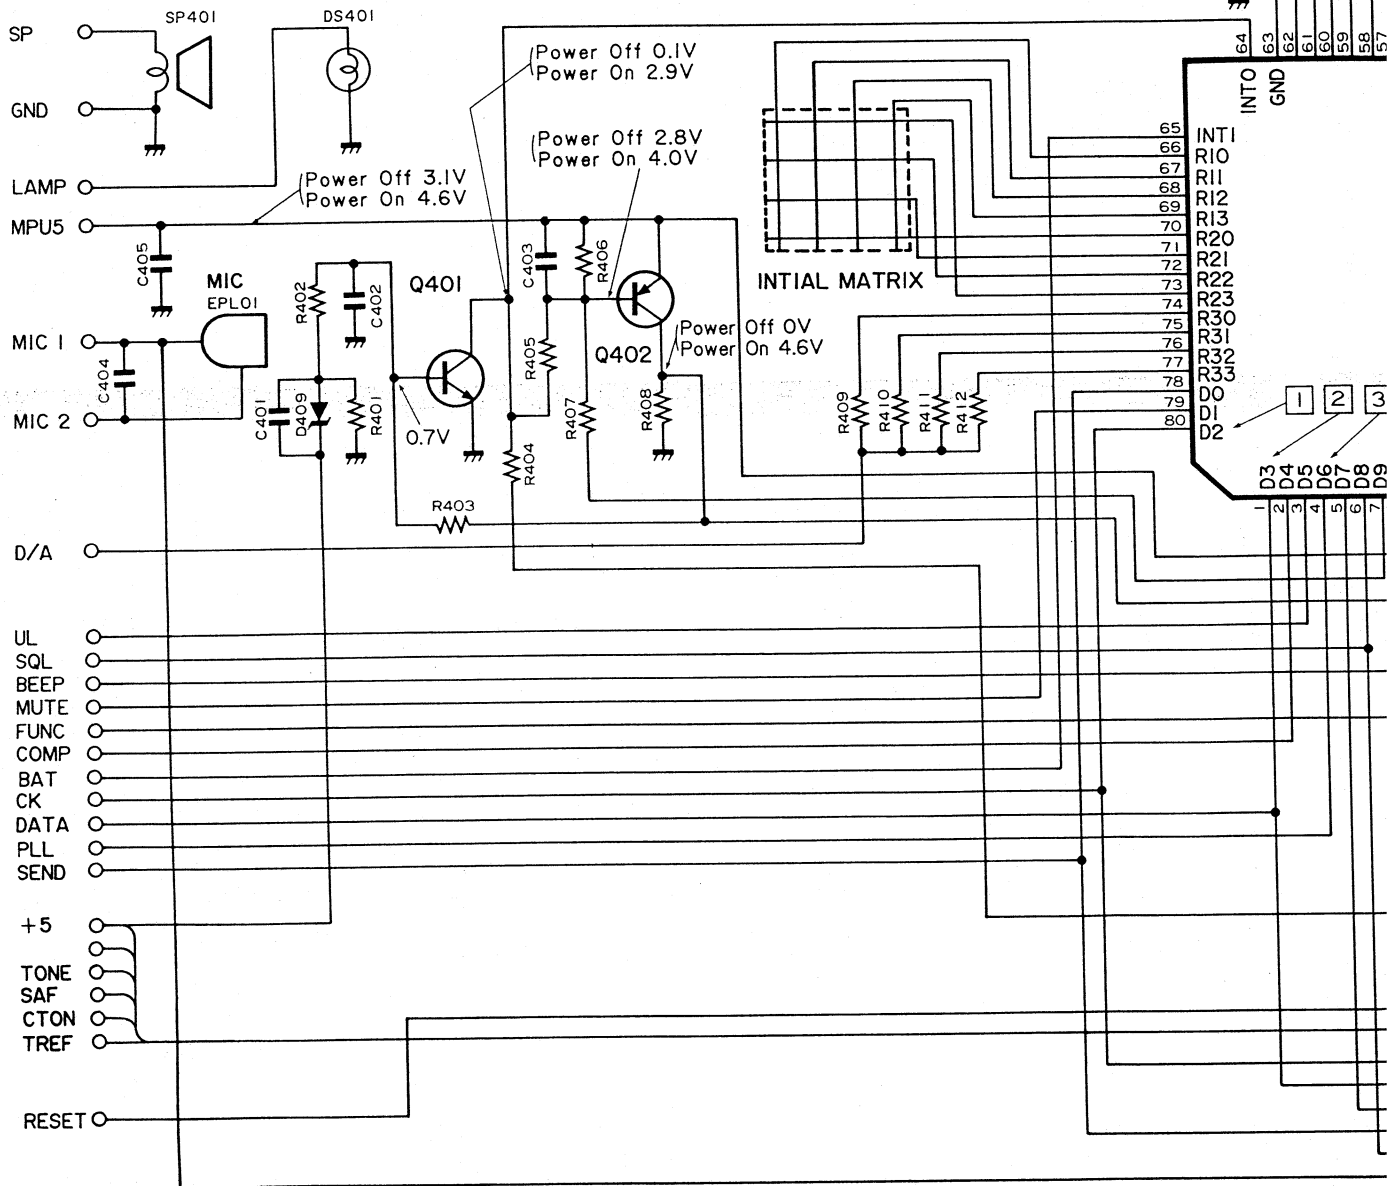 SP
SP401
DS401
GND
LAMP
MPU5
(Power Off 3.1V
Power On 4.6V
(Power Off 0.1V
Power On 2.9V
(Power Off 2.8V
Power On 4.0V
C405
MIC
EPL01
R402
C402
Q401
C403
R406
Q402
(Power Off 0V
Power On 4.6V
INTIAL MATRIX
MIC 1
C404
MIC 2
C401
D409
R401
0.7V
R405
R404
R407
R408
R403
R409
R410
R411
R412
D/A
64
63
62
61
60
59
58
57
INT0
GND
65 INT1
66 R10
67 R11
68 R12
69 R13
70 R20
71 R21
72 R22
73 R23
74 R30
75 R31
76 R32
77 R33
78 D0
79 D1
80 D2
1
2
3
D3
D4
D5
D6
D7
D8
D9
1
2
3
4
5
6
7
UL
SQL
BEEP
MUTE
FUNC
COMP
BAT
CK
DATA
PLL
SEND
+5
TONE
SAF
CTON
TREF
RESET